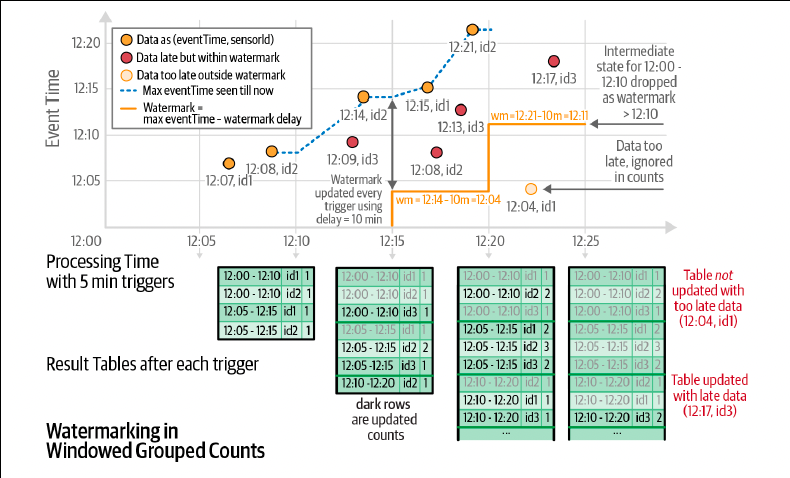 12:20
12:15
12:10
12:05
12:00
Event Time
Data as (eventTime, sensorId)
Data late but within watermark
Data too late outside watermark
Max eventTime seen till now
Watermark =
max eventTime – watermark delay
12:07, id1
12:08, id2
12:14, id2
12:09, id3
12:15, id1
12:13, id3
12:08, id2
12:21, id2
12:17, id3
12:04, id1
Watermark
updated every
trigger using
delay = 10 min
wm = 12:14 – 10m = 12:04
wm = 12:21–10m = 12:11
Intermediate
state for 12:00 -
12:10 dropped
as watermark
> 12:10
Data too
late, ignored
in counts
12:05
12:10
12:15
12:20
12:25
Processing Time
with 5 min triggers
12:00 - 12:10 id1 1
12:00 - 12:10 id2 1
12:05 - 12:15 id1 1
12:05 - 12:15 id2 1
12:00 - 12:10 id1 1
12:00 - 12:10 id2 1
12:00 - 12:10 id3 1
12:05 - 12:15 id1 1
12:05 - 12:15 id2 2
12:05 - 12:15 id3 1
12:10 - 12:20 id2 1
12:00 - 12:10 id1 1
12:00 - 12:10 id2 2
12:00 - 12:10 id3 1
12:05 - 12:15 id1 2
12:05 - 12:15 id2 3
12:05 - 12:15 id3 2
12:10 - 12:20 id2 1
12:10 - 12:20 id1 1
12:10 - 12:20 id3 1
...
12:00 - 12:10 id1 1
12:00 - 12:10 id2 2
12:00 - 12:10 id3 1
12:05 - 12:15 id1 2
12:05 - 12:15 id2 3
12:05 - 12:15 id3 2
12:10 - 12:20 id2 1
12:10 - 12:20 id1 1
12:10 - 12:20 id3 2
...
Table not
updated with
too late data
(12:04, id1)
Table updated
with late data
(12:17, id3)
Result Tables after each trigger
dark rows
are updated
counts
Watermarking in
Windowed Grouped Counts